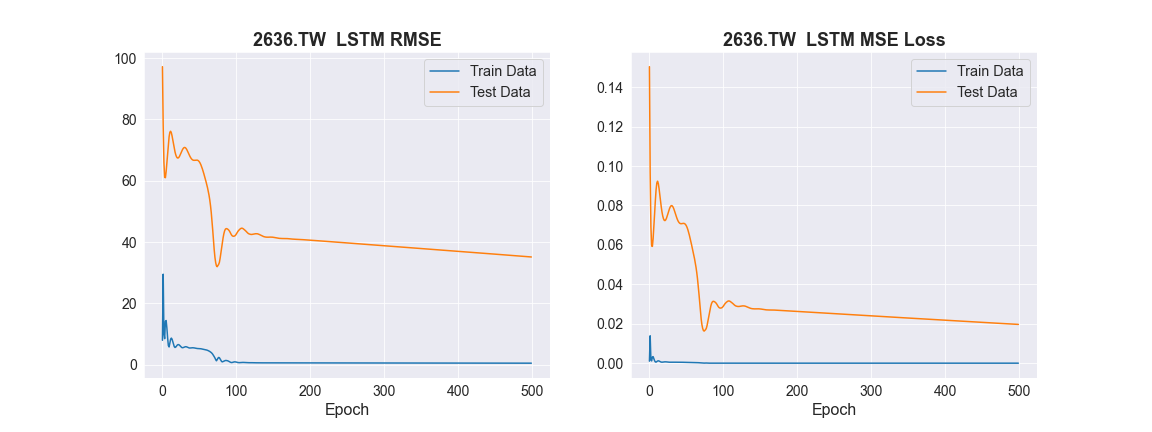 2636.TW  LSTM RMSE
100
80
60
40
20
0
Train Data
Test Data
0 100 200 300 400 500
Epoch
2636.TW  LSTM MSE Loss
0.14
0.12
0.10
0.08
0.06
0.04
0.02
0.00
Train Data
Test Data
0 100 200 300 400 500
Epoch